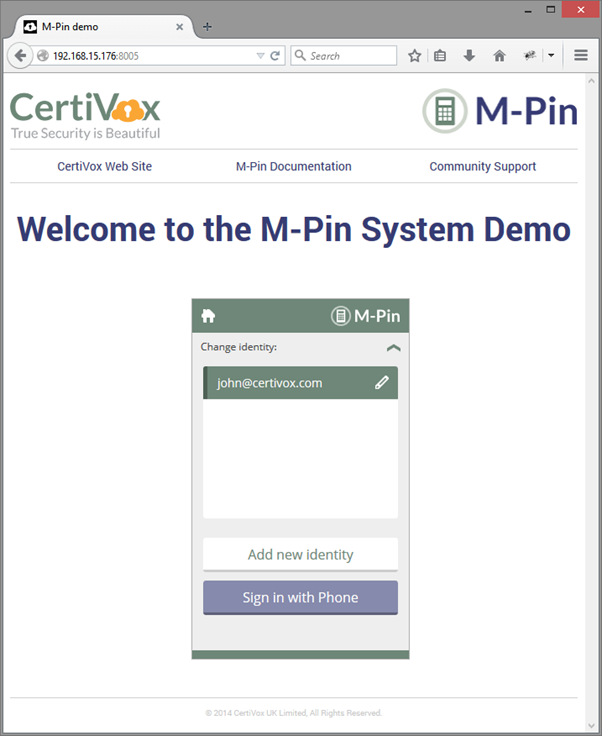 M-Pin demo
192.168.15.176:8005
Search
CertiVox
True Security is Beautiful
M-Pin
CertiVox Web Site
M-Pin Documentation
Community Support
Welcome to the M-Pin System Demo
M-Pin
Change identity:
john@certivox.com
Add new identity
Sign in with Phone
© 2014 CertiVox UK Limited, All Rights Reserved.